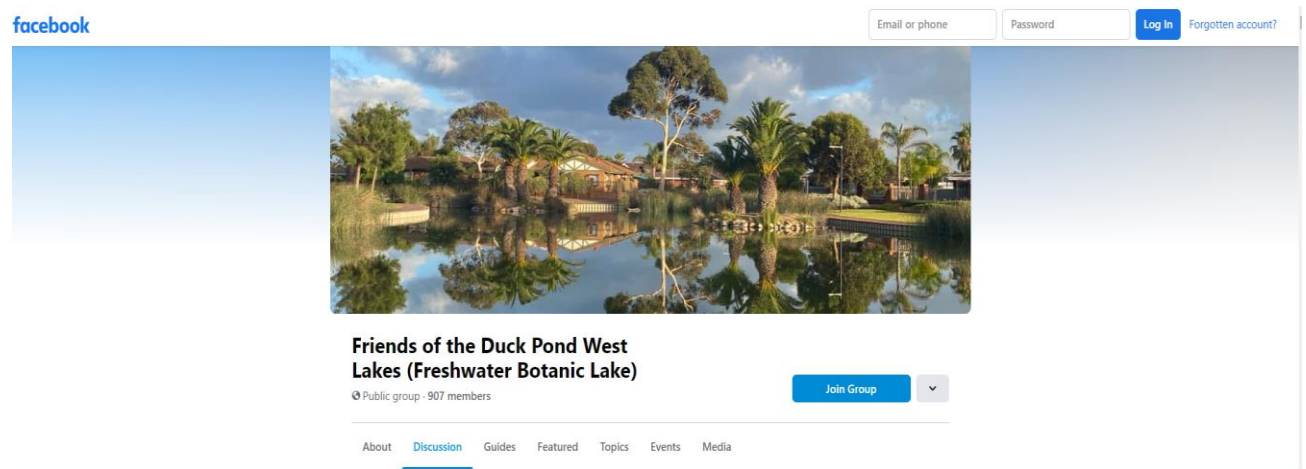 facebook
Email or phone
Password
Log In
Forgotten account?
Friends of the Duck Pond West
Lakes (Freshwater Botanic Lake)
Public group · 907 members
Join Group
About Discussion Guides Featured Topics Events Media